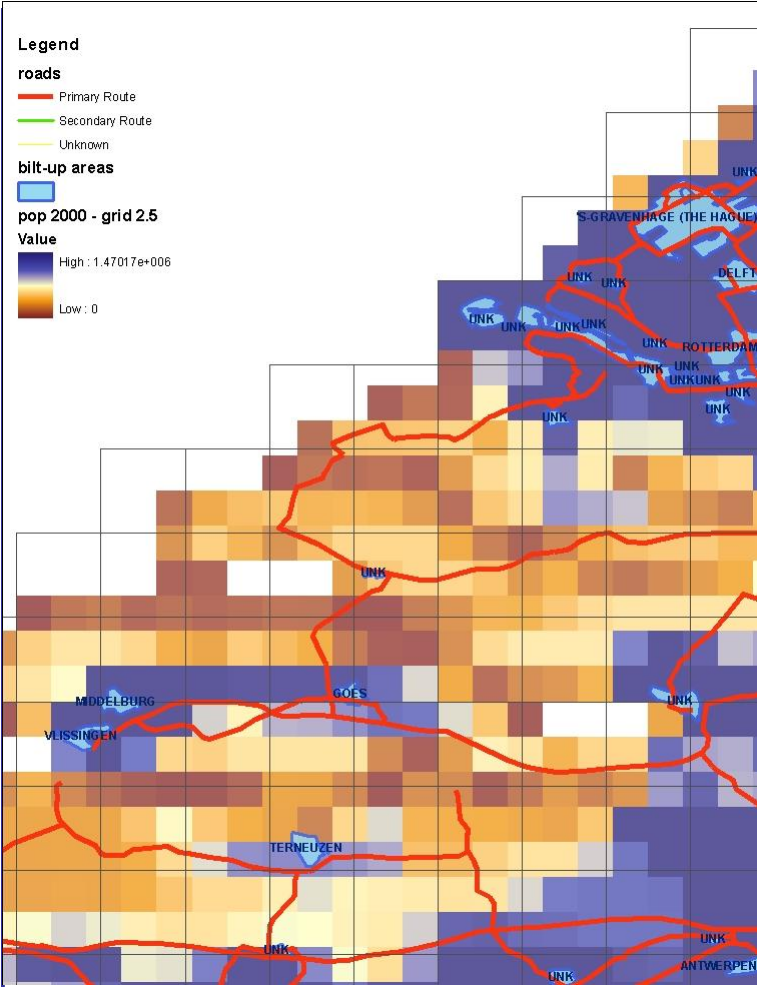 Legend
roads
Primary Route
Secondary Route
Unknown
bilt-up areas
pop 2000 - grid 2.5
Value
High : 1.47017e+006
Low : 0
UNK
'S-GRAVENHAGE (THE HAGUE)
DELFT
UNK
UNK
UNK
UNK
UNK
UNK
UNK
ROTTERDAM
UNK
UNK
UNK
UNK
UNK
UNK
UNK
UNK
GOES
MIDDELBURG
UNK
VLISSINGEN
TERNEUZEN
UNK
UNK
ANTWERPEN
UNK